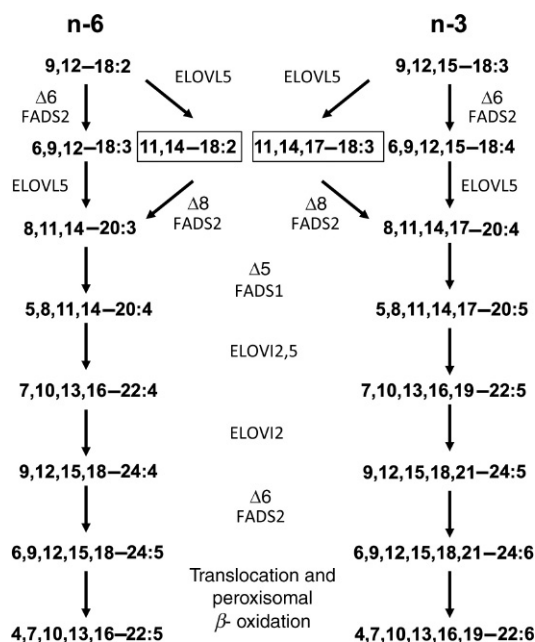 n-6 n-3
9,12–18:2 ELOVL5 ELOVL5 9,12,15–18:3
Δ6 Δ6
FADS2 FADS2
6,9,12–18:3 11,14–18:2 11,14,17–18:3 6,9,12,15–18:4
ELOVL5 ELOVL5
Δ8 Δ8
FADS2 FADS2
8,11,14–20:3 8,11,14,17–20:4
Δ5
FADS1
5,8,11,14–20:4 5,8,11,14,17–20:5
ELOVI2,5
7,10,13,16–22:4 7,10,13,16,19–22:5
ELOVI2
9,12,15,18–24:4 9,12,15,18,21–24:5
Δ6
FADS2
6,9,12,15,18–24:5 6,9,12,15,18,21–24:6
Translocation and
peroxisomal
β- oxidation
4,7,10,13,16–22:5 4,7,10,13,16,19–22:6